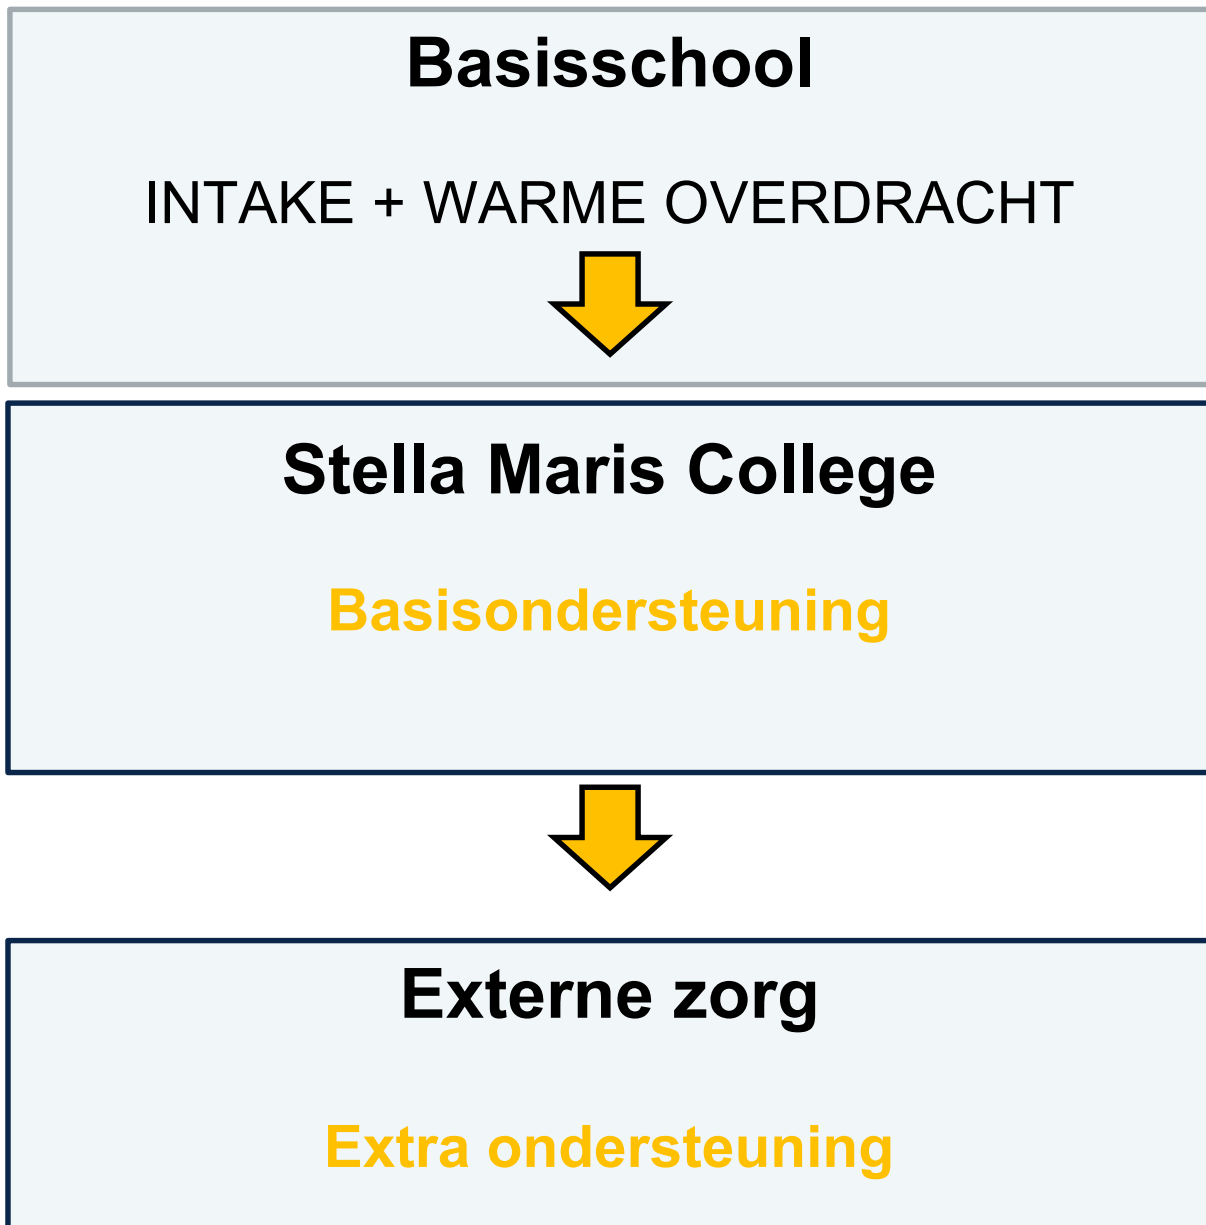 Basisschool
INTAKE + WARME OVERDRACHT
Stella Maris College
Basisondersteuning
Externe zorg
Extra ondersteuning